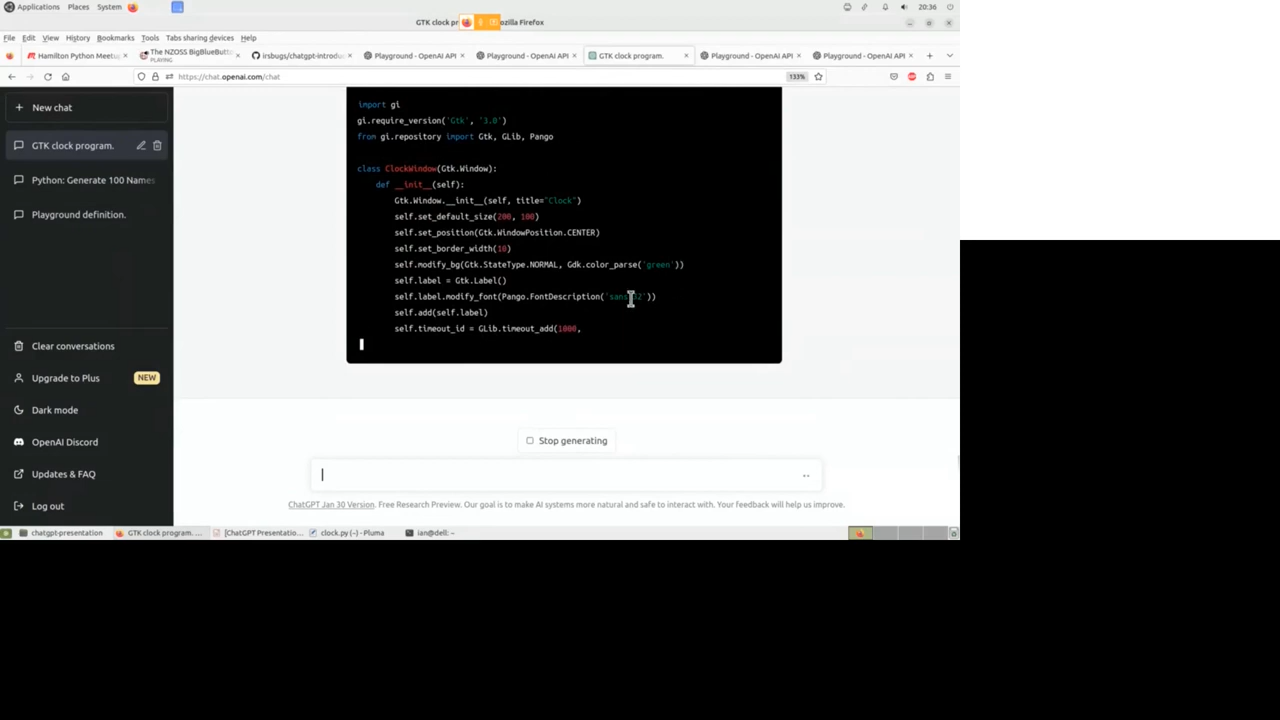 Applications Places System 20:36
GTK clock pr ozilla Firefox
File Edit View History Bookmarks Tools Tabs sharing devices Help
Hamilton Python Meetu
The NZOSS BigBlueButto
PLAYING
irsbugs/chatgpt-introdu
Playground - OpenAI API
Playground - OpenAI API
GTK clock program.
Playground - OpenAI API
Playground - OpenAI API
https://chat.openai.com/chat 133%
New chat
GTK clock program.
Python: Generate 100 Names
Playground definition.
Clear conversations
Upgrade to Plus NEW
Dark mode
OpenAI Discord
Updates & FAQ
Log out
import gi
gi.require_version('Gtk', '3.0')
from gi.repository import Gtk, GLib, Pango
class ClockWindow(Gtk.Window):
def __init__(self):
Gtk.Window.__init__(self, title="Clock")
self.set_default_size(200, 100)
self.set_position(Gtk.WindowPosition.CENTER)
self.set_border_width(10)
self.modify_bg(Gtk.StateType.NORMAL, Gdk.color_parse('green'))
self.label = Gtk.Label()
self.label.modify_font(Pango.FontDescription('sans 32'))
self.add(self.label)
self.timeout_id = GLib.timeout_add(1000,
Stop generating
ChatGPT Jan 30 Version. Free Research Preview. Our goal is to make AI systems more natural and safe to interact with. Your feedback will help us improve.
chatgpt-presentation
GTK clock program. ...
[ChatGPT Presentatio...
clock.py (~) - Pluma
ian@dell: ~